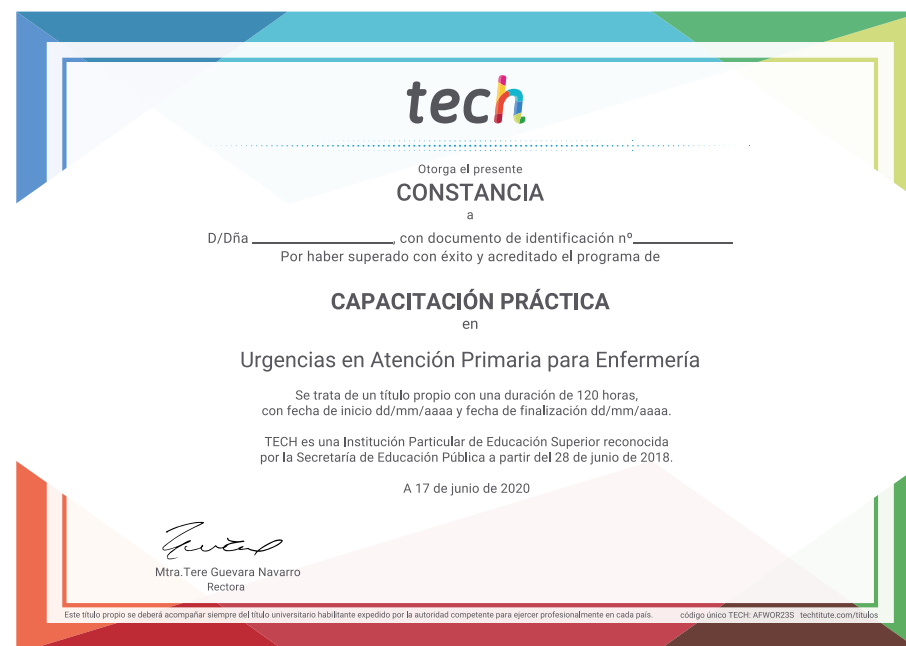 tech
Otorga el presente
CONSTANCIA
a
D/Dña ____________________, con documento de identificación nº______________
Por haber superado con éxito y acreditado el programa de
CAPACITACIÓN PRÁCTICA
en
Urgencias en Atención Primaria para Enfermería
Se trata de un título propio con una duración de 120 horas,
con fecha de inicio dd/mm/aaaa y fecha de finalización dd/mm/aaaa.
TECH es una Institución Particular de Educación Superior reconocida
por la Secretaría de Educación Pública a partir del 28 de junio de 2018.
A 17 de junio de 2020
Mtra.Tere Guevara Navarro
Rectora
Este título propio se deberá acompañar siempre del título universitario habilitante expedido por la autoridad competente para ejercer profesionalmente en cada país. código único TECH: AFWOR23S techtitute.com/titulos